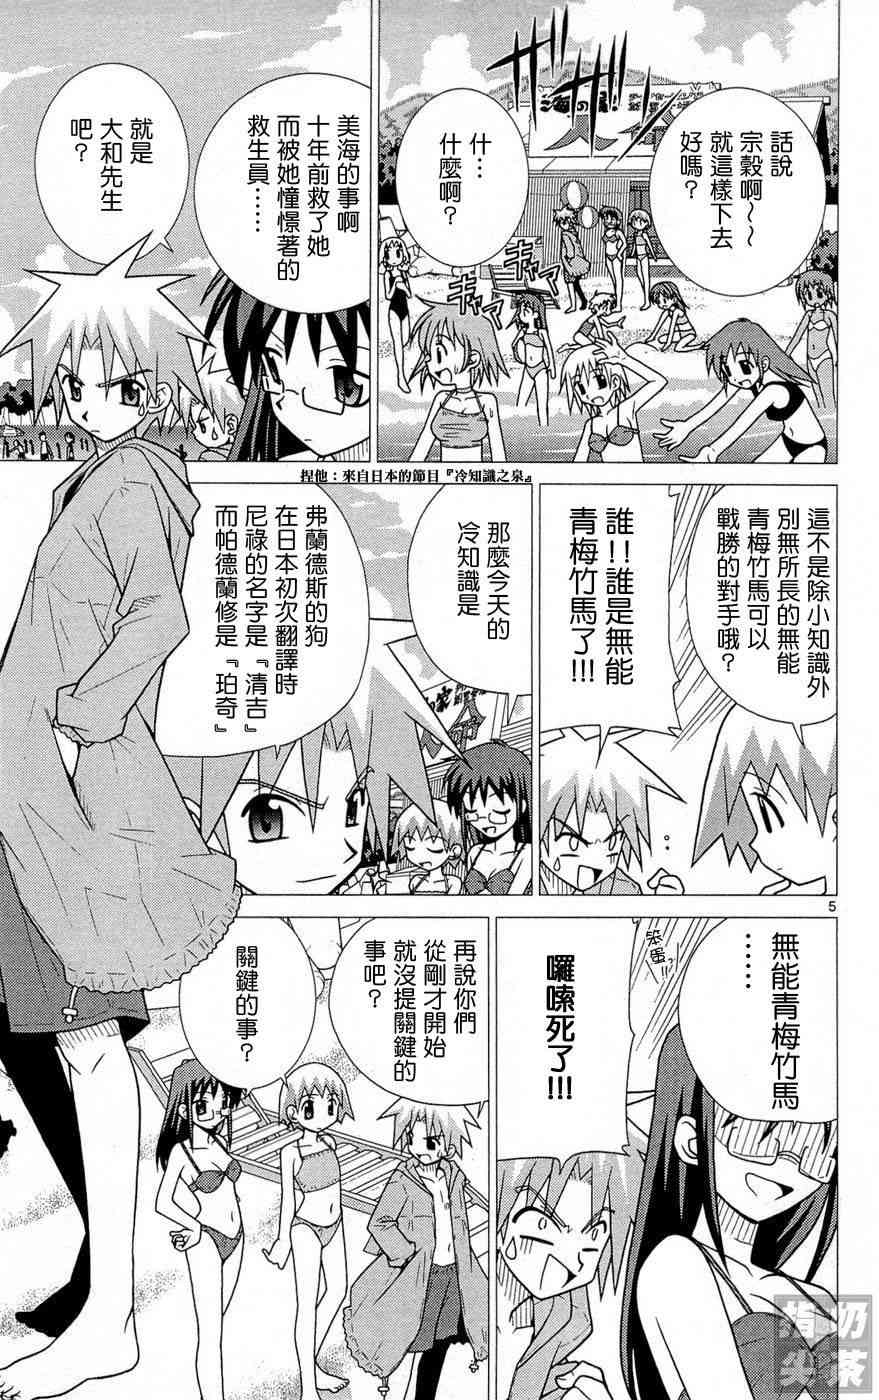 海の家
話說
宗穀啊～～
就這樣下去
好嗎？
什…
什麼啊？
キャア
キャア
美海的事啊
十年前救了她
而被她憧憬著的
救生員……
就是
大和先生
吧？
捏他：來自日本的節目『冷知識之泉』
這不是除小知識外
別無所長的無能
青梅竹馬可以
戰勝的對手哦？
誰!!誰是無能
青梅竹馬了!!!
那麼今天的
冷知識是
弗蘭德斯的狗
在日本初次翻譯時
尼祿的名字是『清吉』
而帕德蘭修是『珀奇』
5
無能青梅竹馬
……
笨蛋!!?
囉嗦死了!!!
再說你們
從剛才開始
就沒提關鍵的
事吧？
關鍵的事？
指奶
尖茶